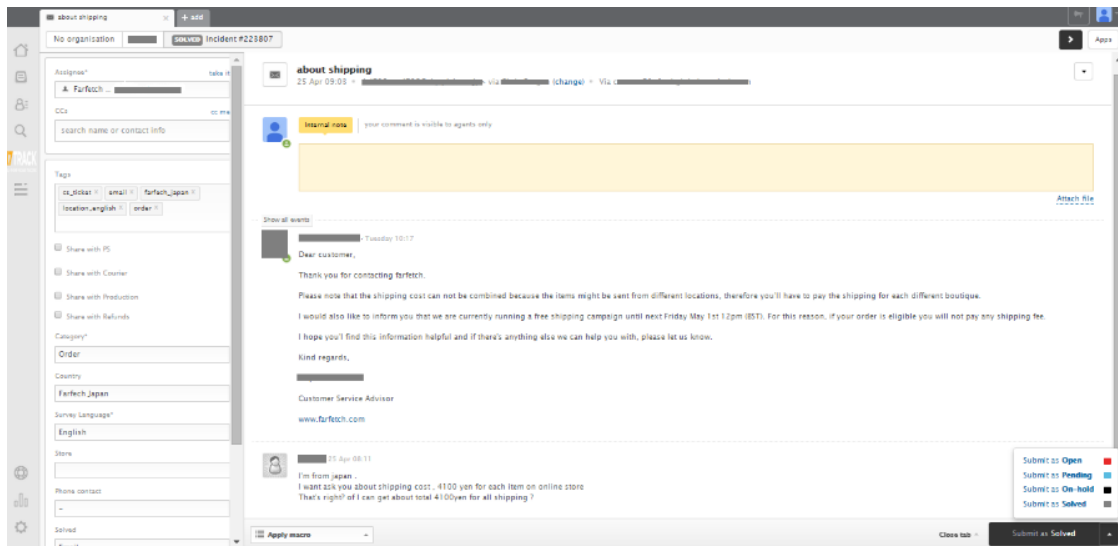 about shipping
+ add
No organisation
SOLVED Incident #223807
Apps
Assignee*
take it
Farfetch ..
CCs
cc me
search name or contact info
Tags
cs_ticket
email
farfech_japan
location_english
order
Share with PS
Share with Courier
Share with Production
Share with Refunds
Category*
Order
Country
Farfech Japan
Survey Language*
English
Store
Phone contact
-
Solved
about shipping
25 Apr 09:08
via
(change)
Via
Internal note
your comment is visible to agents only
Attach file
Show all events
Tuesday 10:17
Dear customer,
Thank you for contacting farfetch.
Please note that the shipping cost can not be combined because the items might be sent from different locations, therefore you'll have to pay the shipping for each different boutique.
I would also like to inform you that we are currently running a free shipping campaign until next Friday May 1st 12pm (BST). For this reason, if your order is eligible you will not pay any shipping fee.
I hope you'll find this information helpful and if there's anything else we can help you with, please let us know.
Kind regards,
Customer Service Advisor
www.farfetch.com
25 Apr 08:11
I'm from japan .
I want ask you about shipping cost . 4100 yen for each item on online store
That's right? of I can get about total 4100yen for all shipping ?
Submit as Open
Submit as Pending
Submit as On-hold
Submit as Solved
Apply macro
Close tab
Submit as Solved